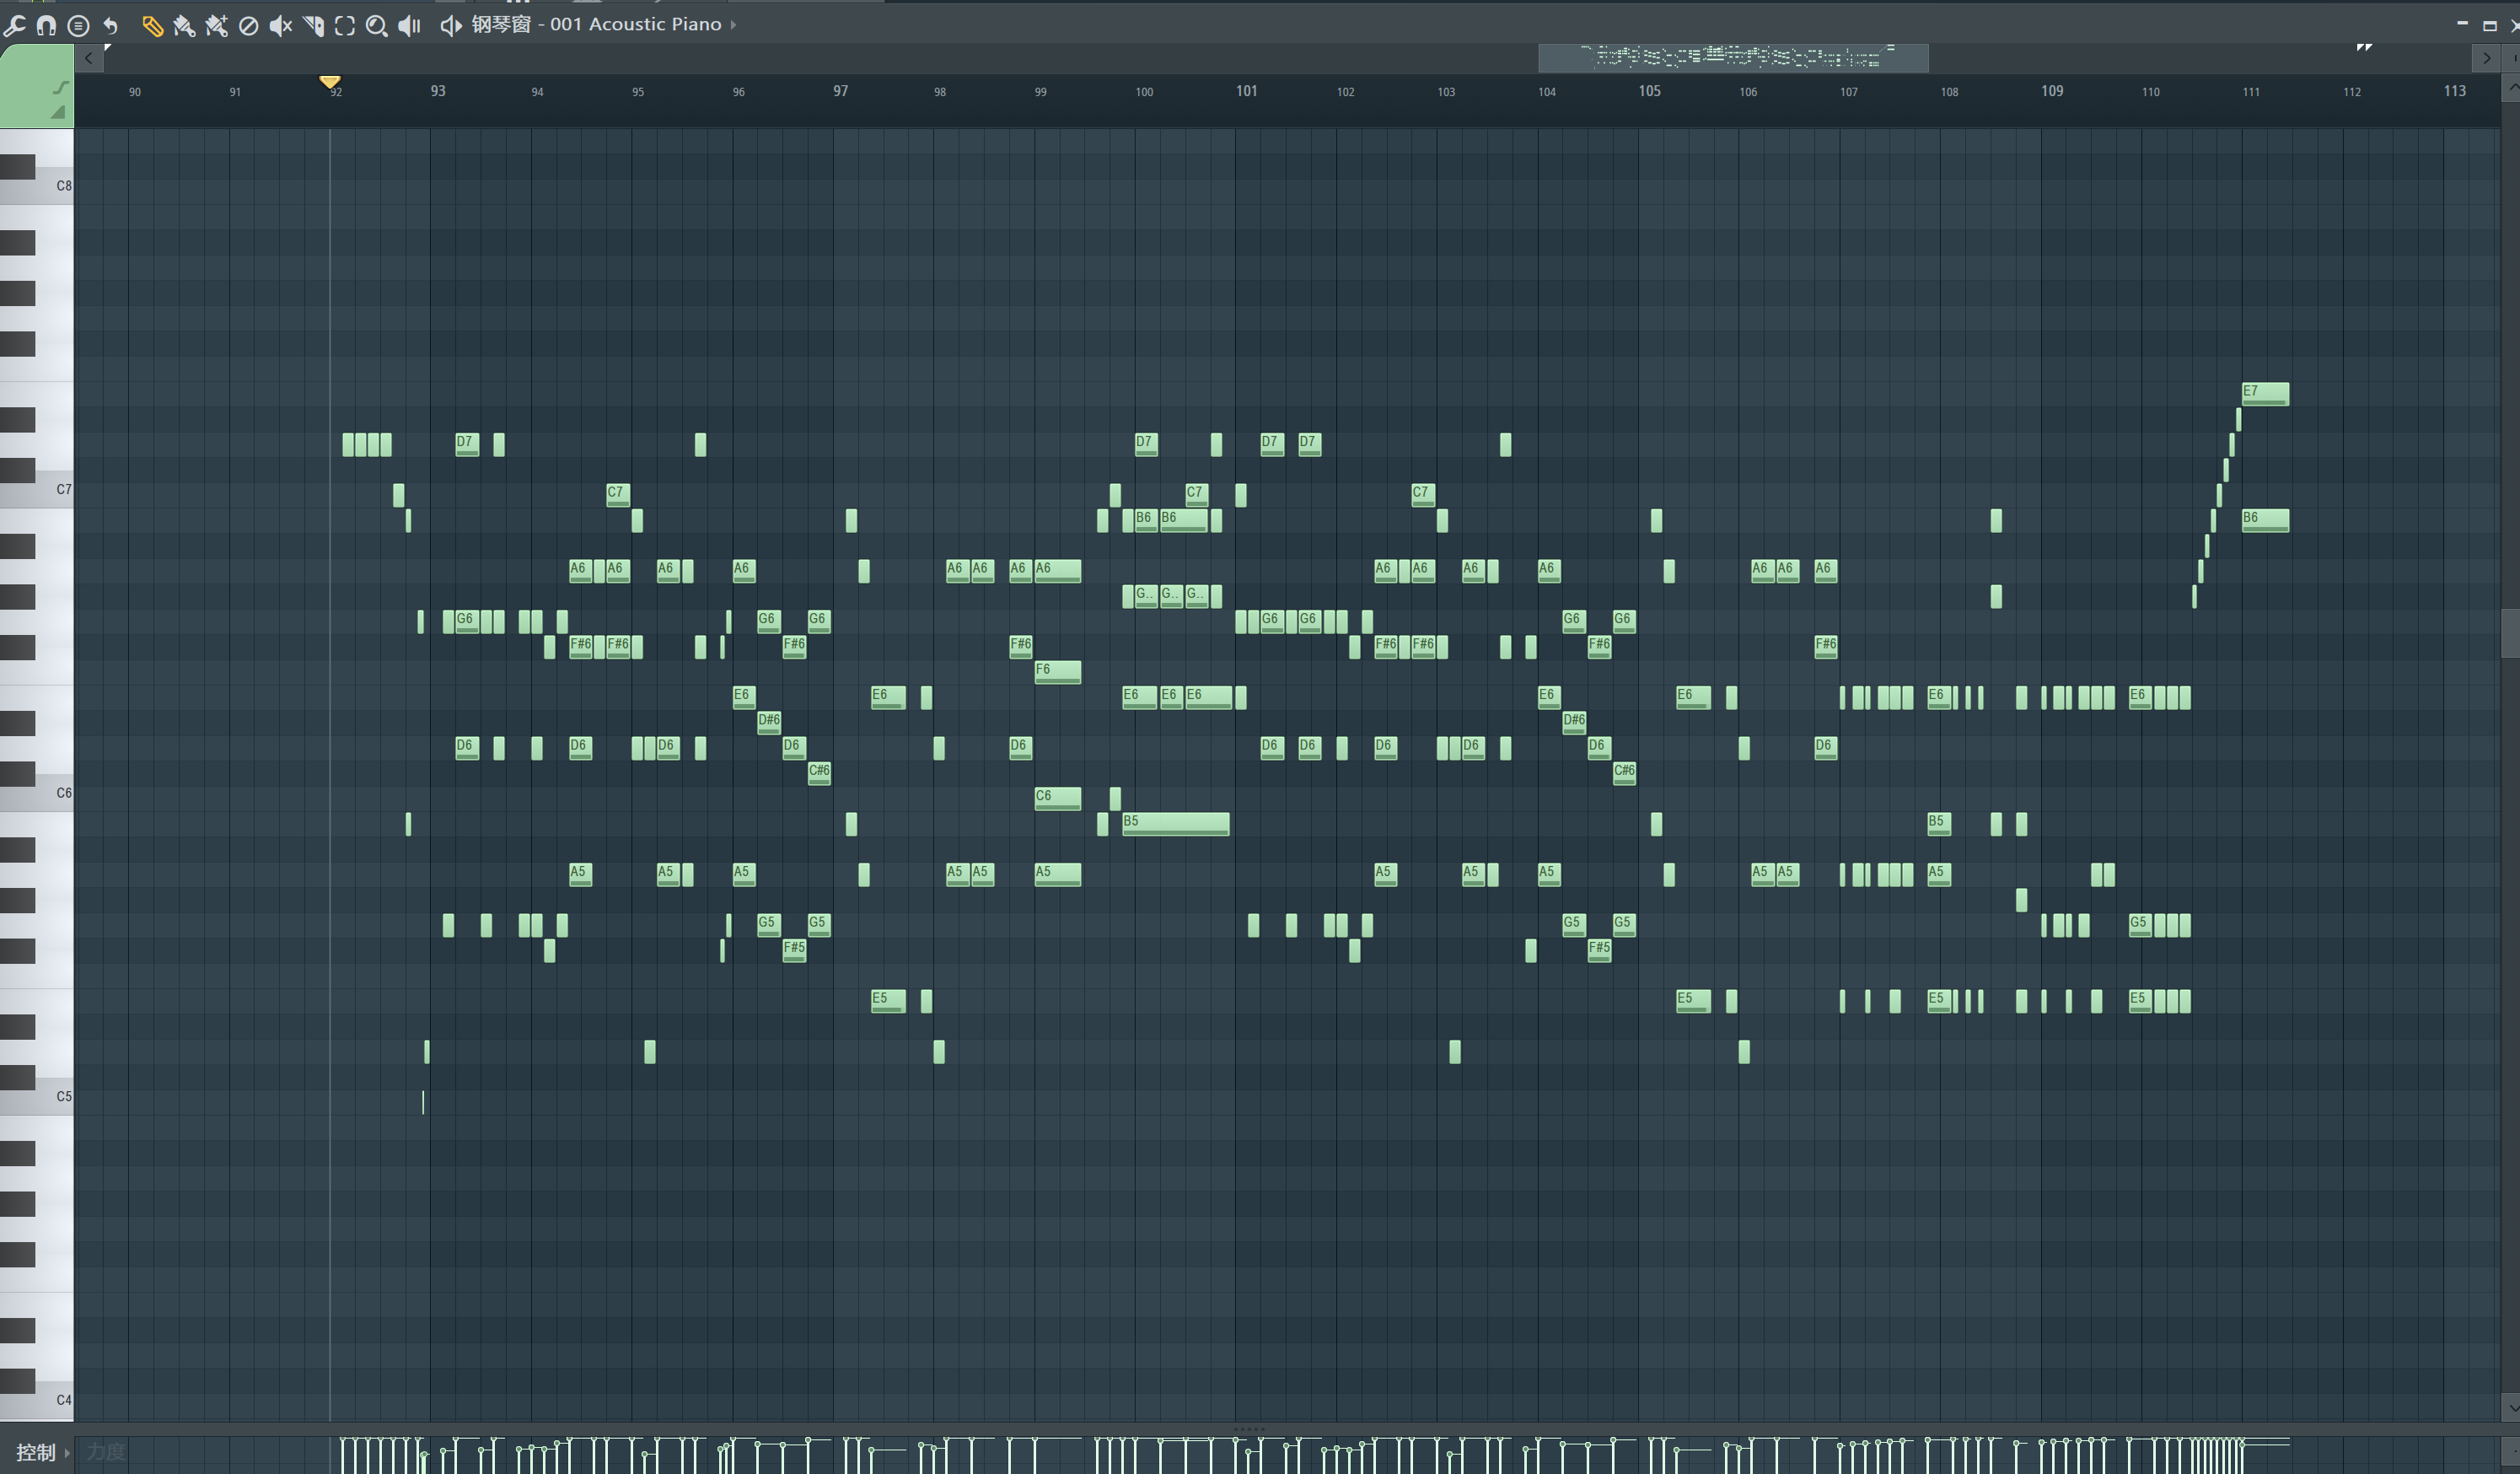 钢琴窗 - 001 Acoustic Piano
90 91 92 93 94 95 96 97 98 99 100 101 102 103 104 105 106 107 108 109 110 111 112 113
C8
E7
D7 D7 D7 D7
C7 C7 C7 C7
B6 B6 B6
A6 A6 A6 A6 A6 A6 A6 A6 A6 A6 A6 A6 A6 A6 A6
G.. G.. G..
G6 G6 G6 G6 G6 G6 G6
F#6 F#6 F#6 F#6 F#6 F#6 F#6 F#6
F6
E6 E6 E6 E6 E6 E6 E6 E6 E6
D#6 D#6
D6 D6 D6 D6 D6 D6 D6 D6 D6 D6 D6
C#6 C#6
C6 C6
B5 B5
A5 A5 A5 A5 A5 A5 A5 A5 A5 A5 A5 A5
G5 G5 G5 G5 G5
F#5 F#5
E5 E5 E5 E5
C5
C4
控制 力度